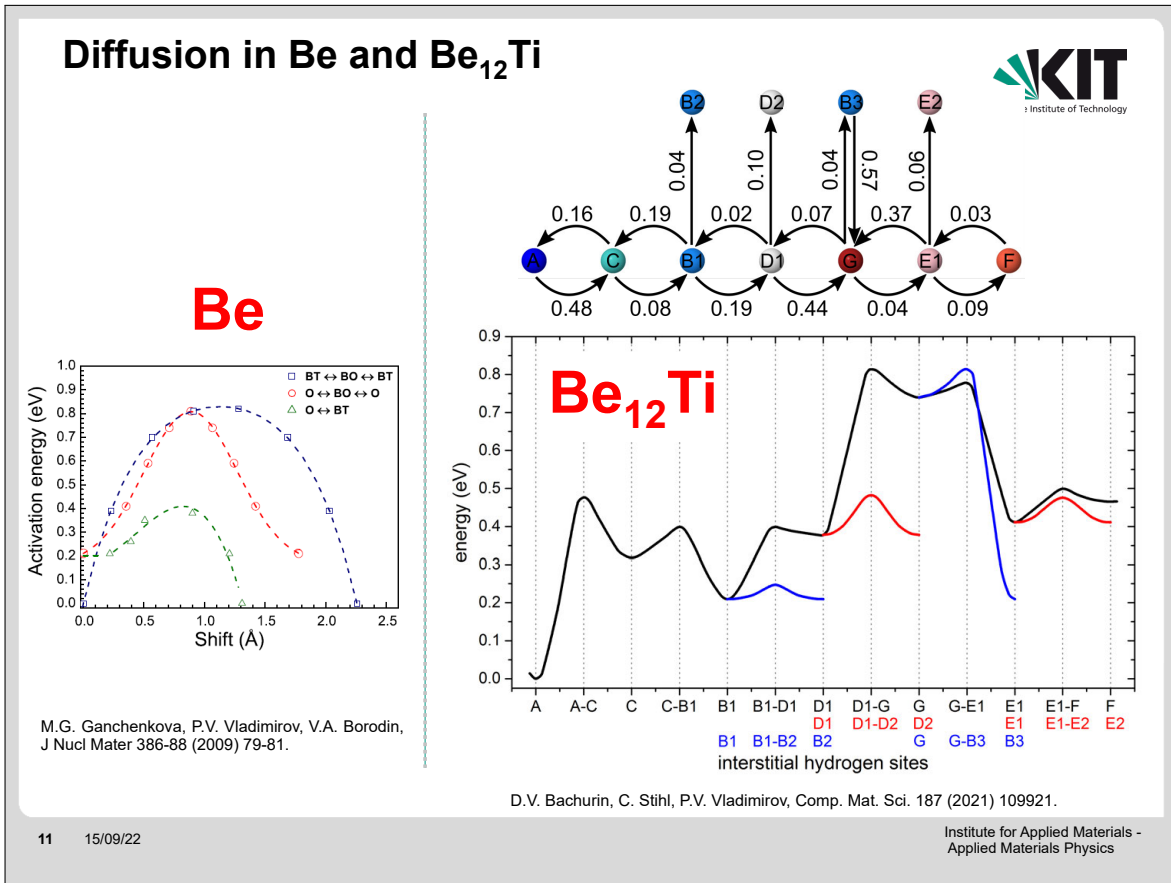 Diffusion in Be and Be12Ti
KIT
e Institute of Technology
B2 D2 B3 E2
0.04 0.10 0.04 0.57 0.06
0.16 0.19 0.02 0.07 0.37 0.03
A C B1 D1 G E1 F
0.48 0.08 0.19 0.44 0.04 0.09
Be
1.0
0.9
0.8
0.7
0.6
0.5
0.4
0.3
0.2
0.1
0.0
Activation energy (eV)
BT ↔ BO ↔ BT
O ↔ BO ↔ O
O ↔ BT
0.0 0.5 1.0 1.5 2.0 2.5
Shift (Å)
M.G. Ganchenkova, P.V. Vladimirov, V.A. Borodin,
J Nucl Mater 386-88 (2009) 79-81.
Be12Ti
0.9
0.8
0.7
0.6
0.5
0.4
0.3
0.2
0.1
0.0
energy (eV)
A A-C C C-B1 B1 B1-D1 D1 D1-G G G-E1 E1 E1-F F
D1 D1-D2 D2 E1 E1-E2 E2
B1 B1-B2 B2 G G-B3 B3
interstitial hydrogen sites
D.V. Bachurin, C. Stihl, P.V. Vladimirov, Comp. Mat. Sci. 187 (2021) 109921.
11 15/09/22
Institute for Applied Materials -
Applied Materials Physics